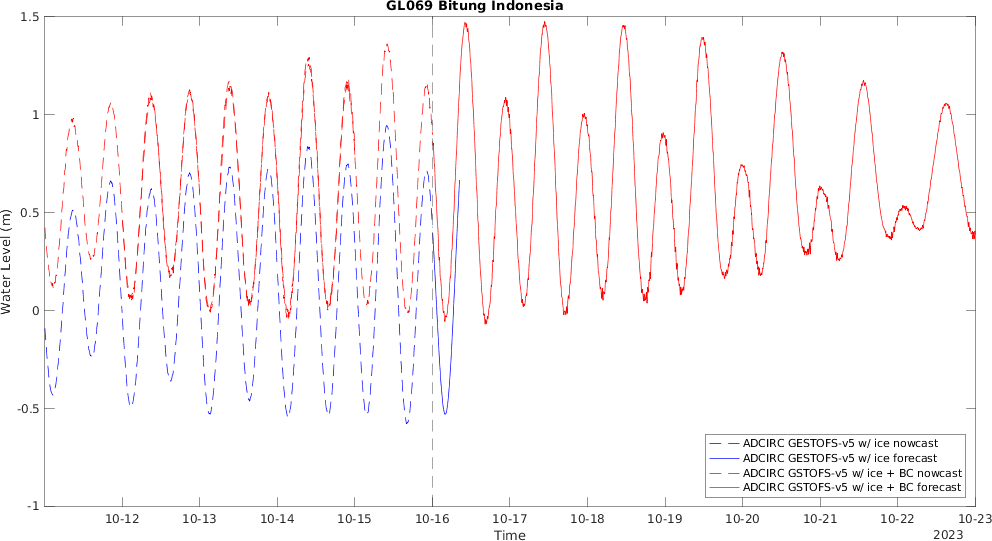 GL069 Bitung Indonesia
1.5
1
0.5
0
-0.5
-1
Water Level (m)
10-12 10-13 10-14 10-15 10-16 10-17 10-18 10-19 10-20 10-21 10-22 10-23
Time
2023
ADCIRC GESTOFS-v5 w/ ice nowcast
ADCIRC GESTOFS-v5 w/ ice forecast
ADCIRC GSTOFS-v5 w/ ice + BC nowcast
ADCIRC GSTOFS-v5 w/ ice + BC forecast